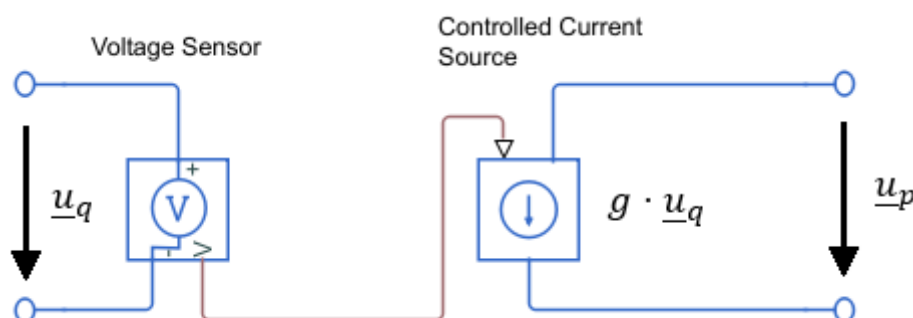 Voltage Sensor
Controlled Current
Source
u_q
+
V
-
V
g · u_q
u_p